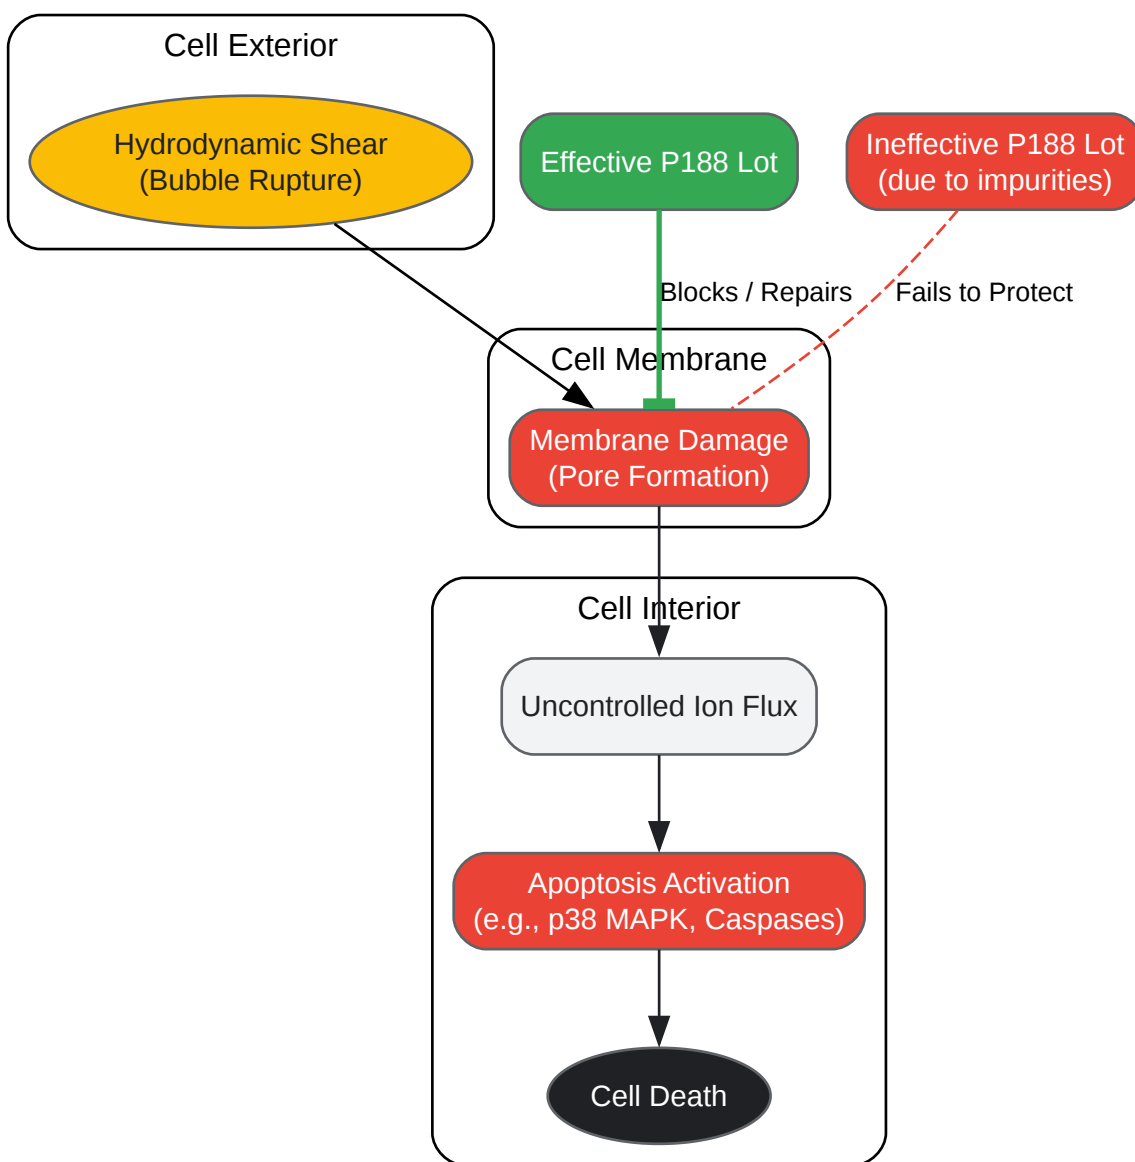 Cell Exterior
Hydrodynamic Shear
(Bubble Rupture)
Effective P188 Lot
Ineffective P188 Lot
(due to impurities)
Blocks / Repairs
Fails to Protect
Cell Membrane
Membrane Damage
(Pore Formation)
Cell Interior
Uncontrolled Ion Flux
Apoptosis Activation
(e.g., p38 MAPK, Caspases)
Cell Death